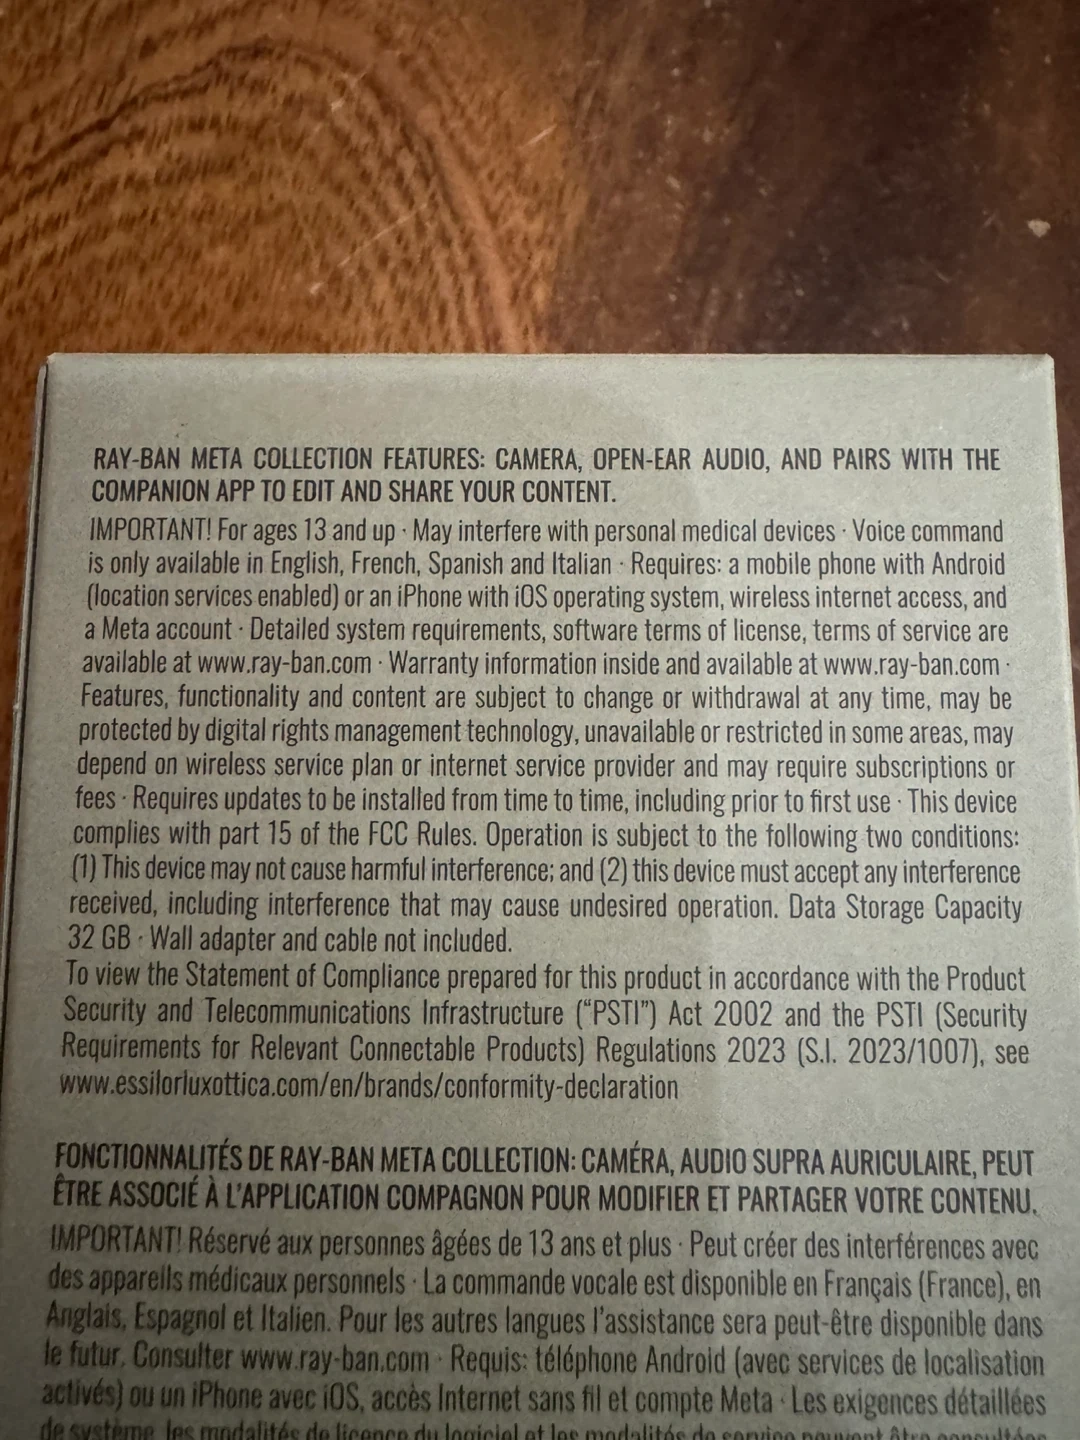 RAY-BAN META COLLECTION FEATURES: CAMERA, OPEN-EAR AUDIO, AND PAIRS WITH THE
COMPANION APP TO EDIT AND SHARE YOUR CONTENT.
IMPORTANT! For ages 13 and up · May interfere with personal medical devices · Voice command
is only available in English, French, Spanish and Italian · Requires: a mobile phone with Android
(location services enabled) or an iPhone with iOS operating system, wireless internet access, and
a Meta account · Detailed system requirements, software terms of license, terms of service are
available at www.ray-ban.com · Warranty information inside and available at www.ray-ban.com ·
Features, functionality and content are subject to change or withdrawal at any time, may be
protected by digital rights management technology, unavailable or restricted in some areas, may
depend on wireless service plan or internet service provider and may require subscriptions or
fees · Requires updates to be installed from time to time, including prior to first use · This device
complies with part 15 of the FCC Rules. Operation is subject to the following two conditions:
(1) This device may not cause harmful interference; and (2) this device must accept any interference
received, including interference that may cause undesired operation. Data Storage Capacity
32 GB · Wall adapter and cable not included.
To view the Statement of Compliance prepared for this product in accordance with the Product
Security and Telecommunications Infrastructure (“PSTI”) Act 2002 and the PSTI (Security
Requirements for Relevant Connectable Products) Regulations 2023 (S.I. 2023/1007), see
www.essilorluxottica.com/en/brands/conformity-declaration
FONCTIONNALITÉS DE RAY-BAN META COLLECTION: CAMÉRA, AUDIO SUPRA AURICULAIRE, PEUT
ÊTRE ASSOCIÉ À L’APPLICATION COMPAGNON POUR MODIFIER ET PARTAGER VOTRE CONTENU.
IMPORTANT! Réservé aux personnes âgées de 13 ans et plus · Peut créer des interférences avec
des appareils médicaux personnels · La commande vocale est disponible en Français (France), en
Anglais, Espagnol et Italien. Pour les autres langues l’assistance sera peut-être disponible dans
le futur. Consulter www.ray-ban.com · Requis: téléphone Android (avec services de localisation
activés) ou un iPhone avec iOS, accès Internet sans fil et compte Meta · Les exigences détaillées
de système, les modalités de licence du logiciel et les modalités de service peuvent être consultées